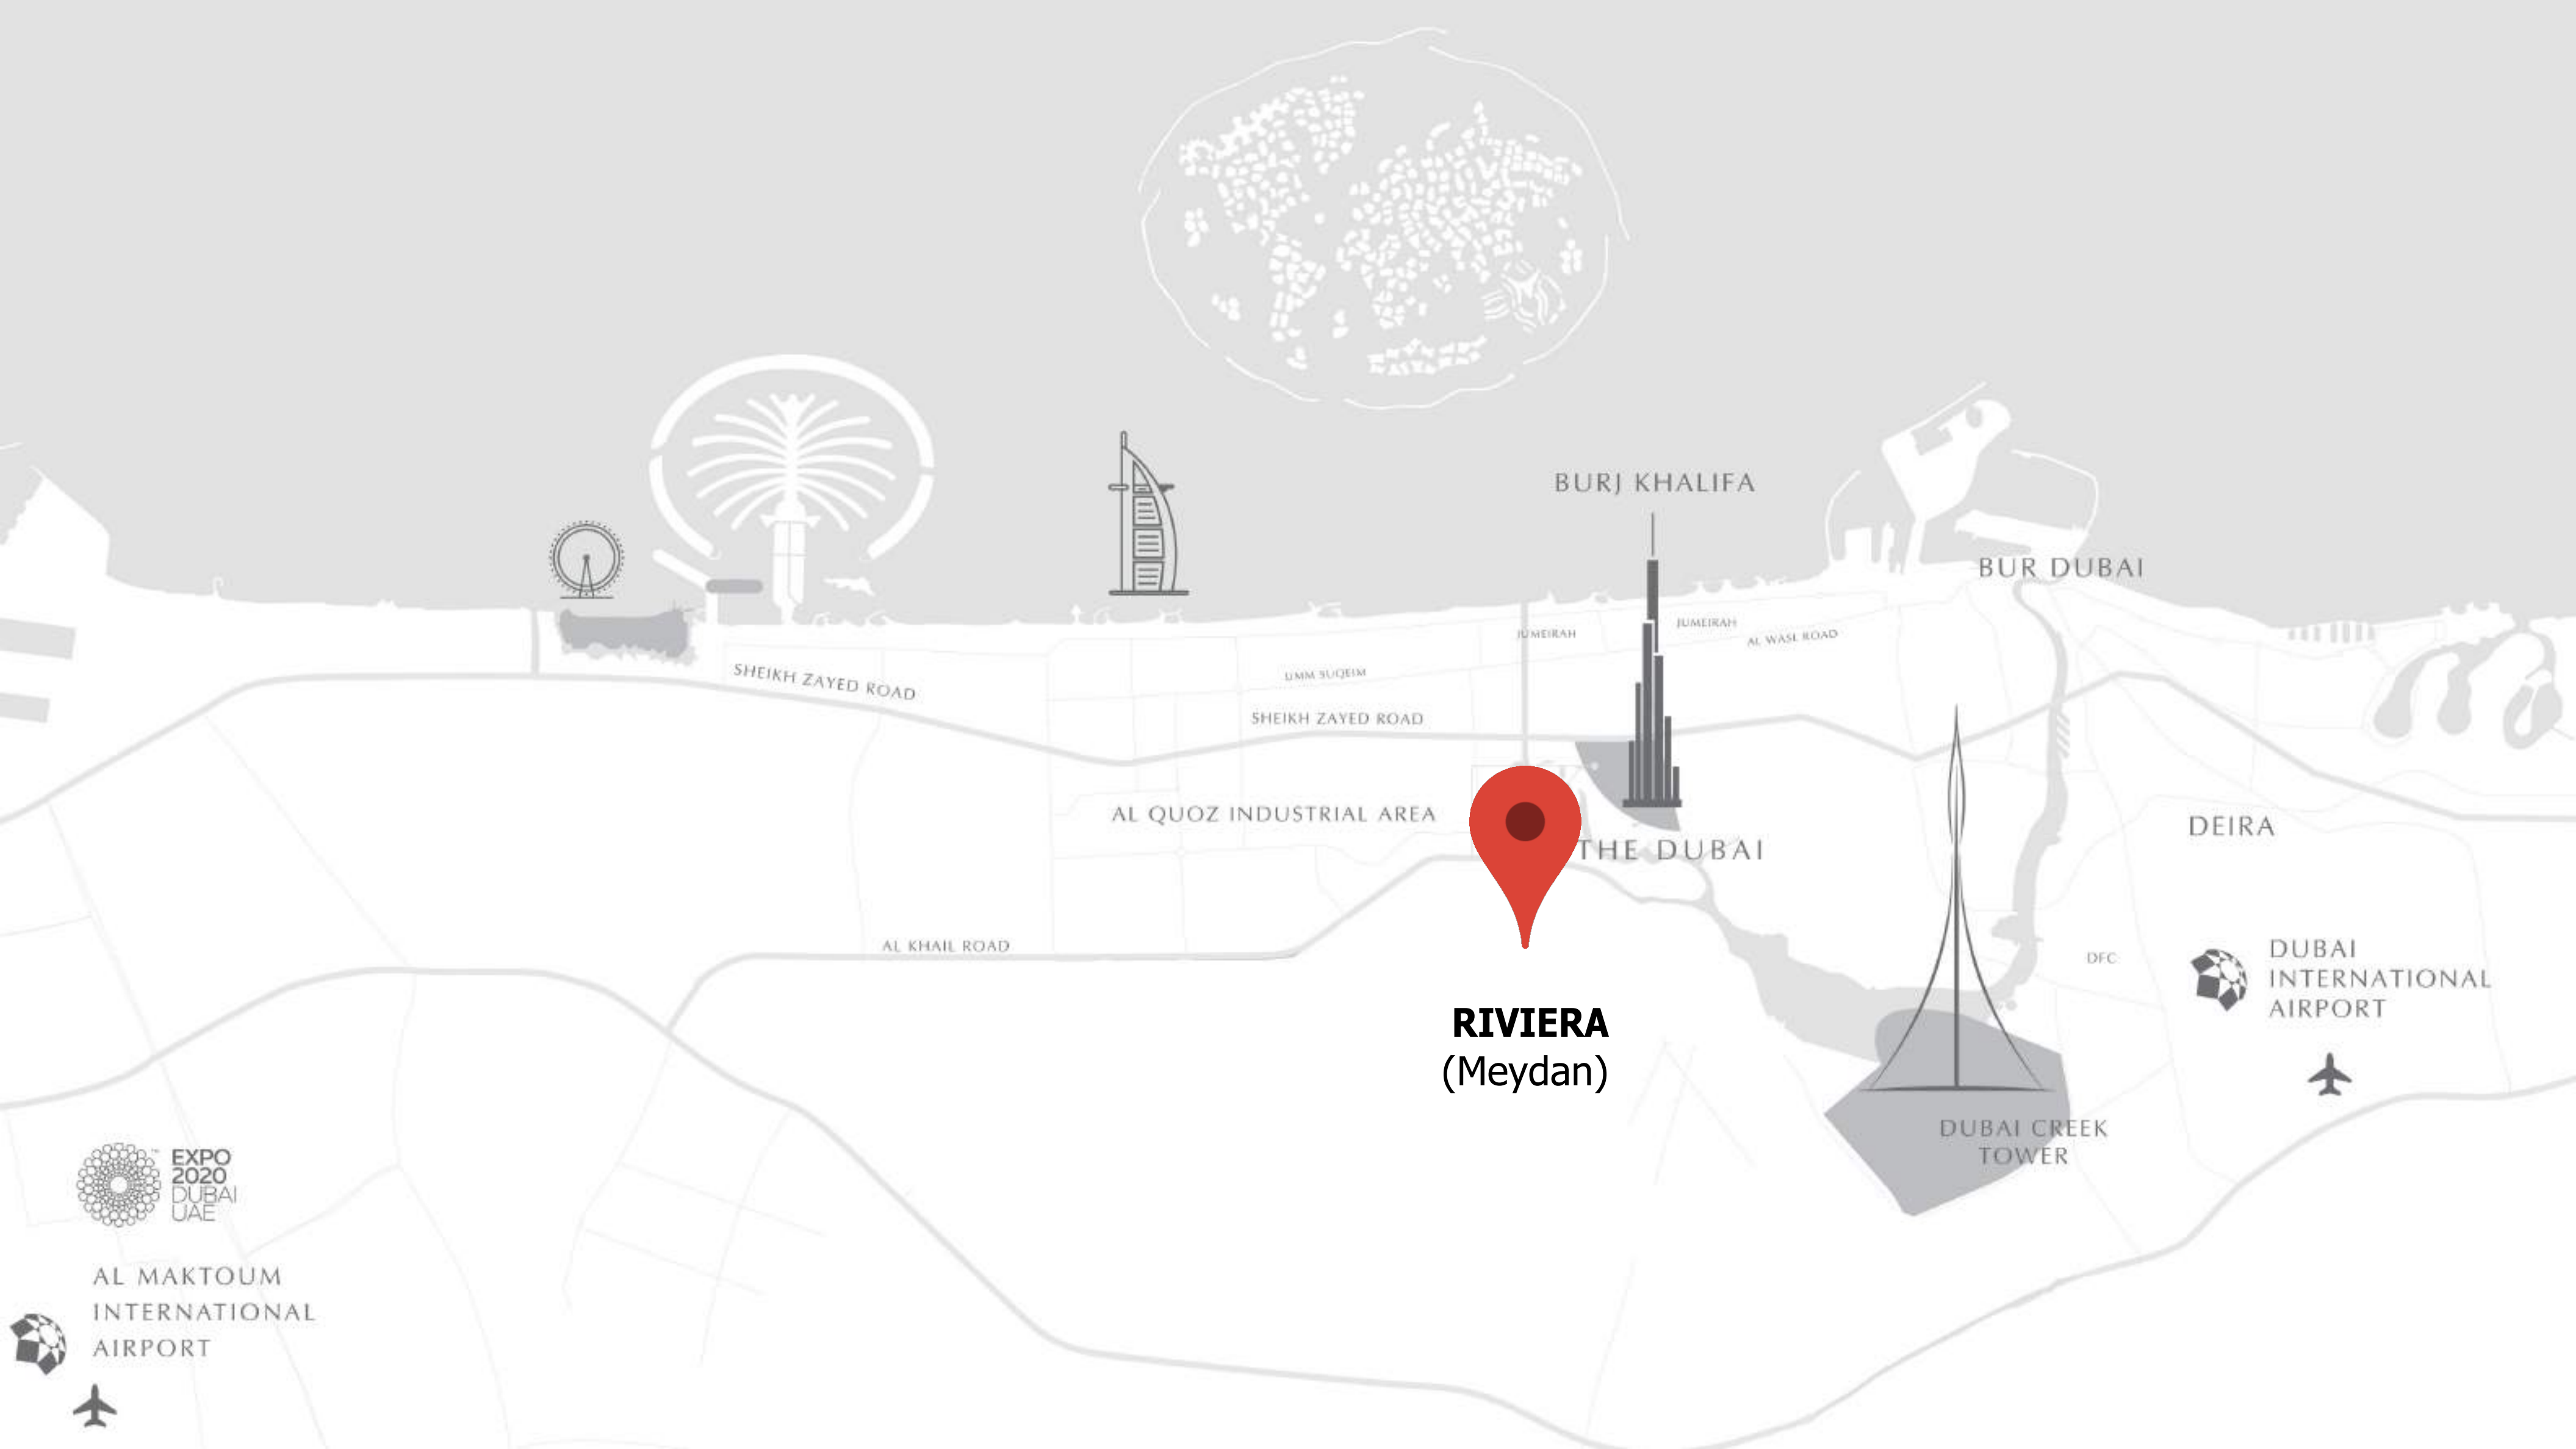 BURJ KHALIFA
BUR DUBAI
JUMEIRAH
JUMEIRAH
AL WASL ROAD
SHEIKH ZAYED ROAD
UMM SUQEIM
SHEIKH ZAYED ROAD
AL QUOZ INDUSTRIAL AREA
THE DUBAI
DEIRA
AL KHAIL ROAD
DFC
DUBAI
INTERNATIONAL
AIRPORT
RIVIERA
(Meydan)
DUBAI CREEK
TOWER
EXPO
2020
DUBAI
UAE
AL MAKTOUM
INTERNATIONAL
AIRPORT